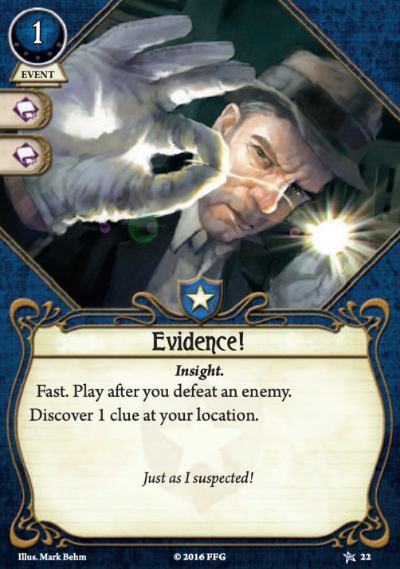 1
EVENT
Evidence!
Insight.
Fast. Play after you defeat an enemy.
Discover 1 clue at your location.
Just as I suspected!
Illus. Mark Behm © 2016 FFG 22